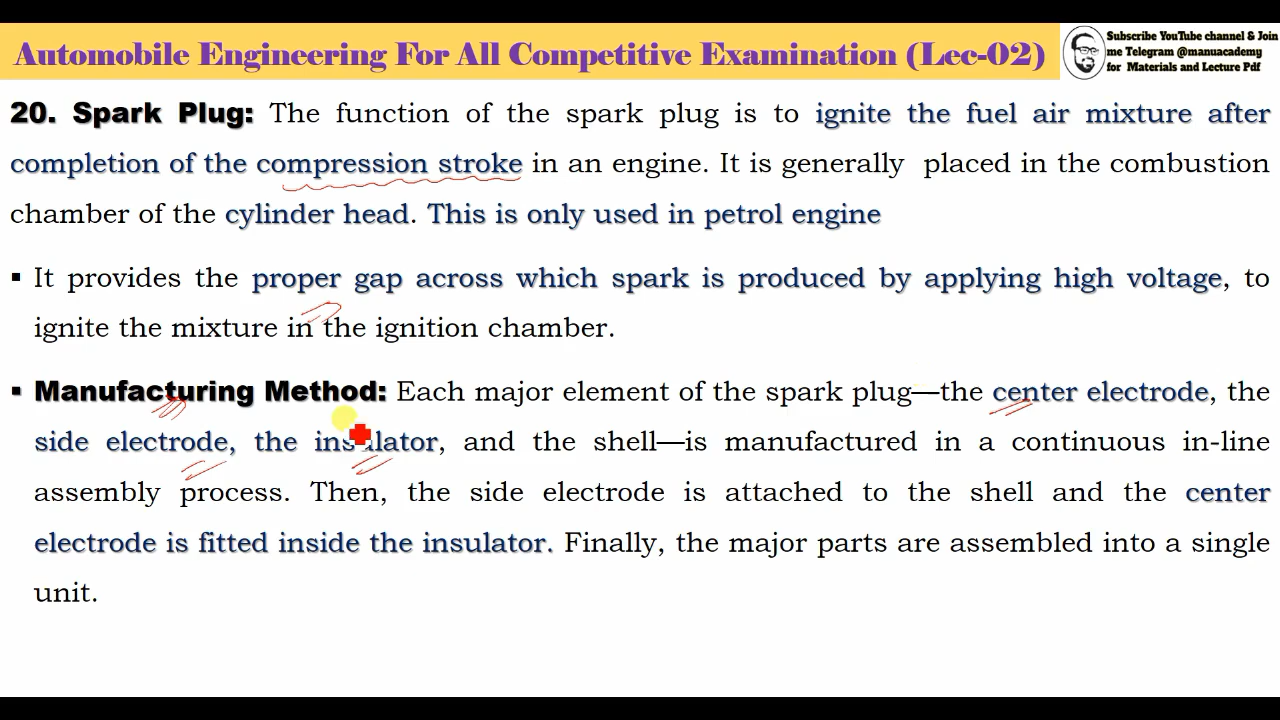 Automobile Engineering For All Competitive Examination (Lec-02)
Subscribe YouTube channel & Join
me Telegram @manuacademy
for Materials and Lecture Pdf
20. Spark Plug: The function of the spark plug is to ignite the fuel air mixture after
completion of the compression stroke in an engine. It is generally placed in the combustion
chamber of the cylinder head. This is only used in petrol engine
▪ It provides the proper gap across which spark is produced by applying high voltage, to
ignite the mixture in the ignition chamber.
▪ Manufacturing Method: Each major element of the spark plug—the center electrode, the
side electrode, the insulator, and the shell—is manufactured in a continuous in-line
assembly process. Then, the side electrode is attached to the shell and the center
electrode is fitted inside the insulator. Finally, the major parts are assembled into a single
unit.